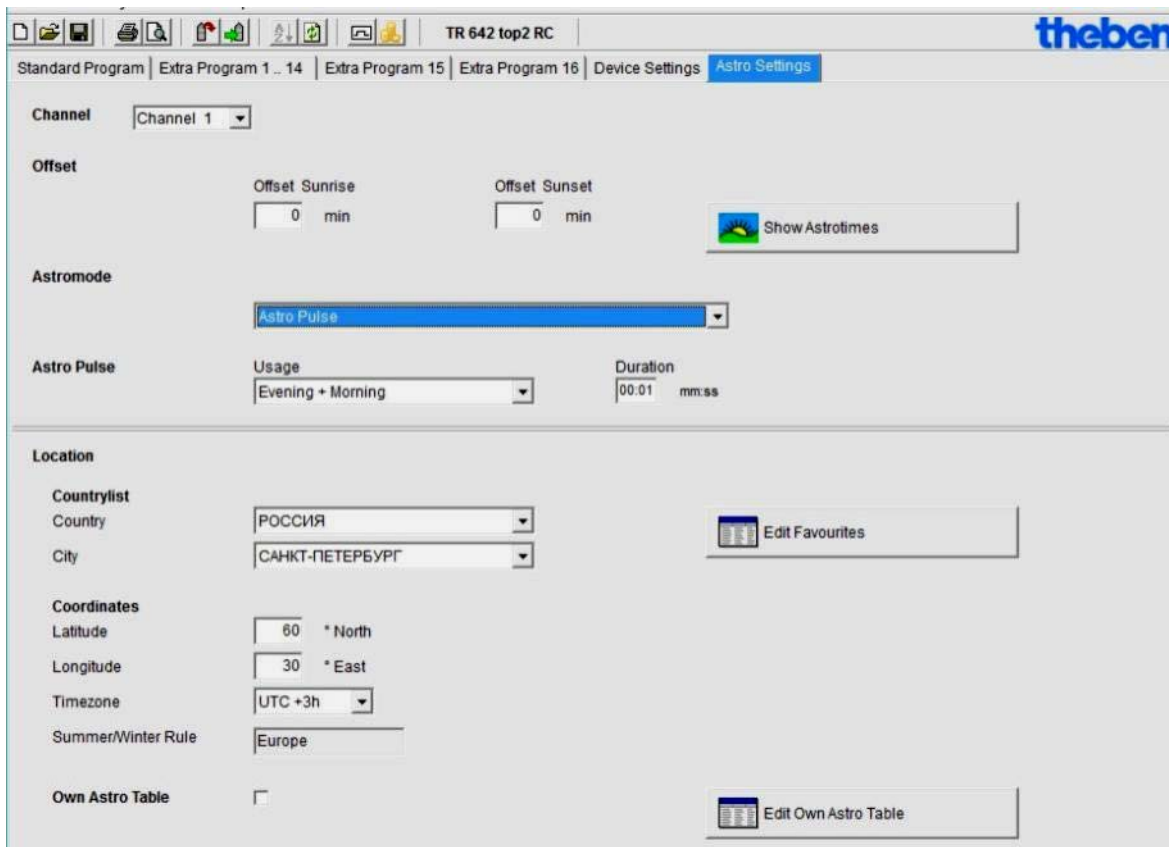 TR 642 top2 RC
theben
Standard Program Extra Program 1 .. 14 Extra Program 15 Extra Program 16 Device Settings Astro Settings
Channel Channel 1
Offset
Offset Sunrise Offset Sunset
0 min 0 min
Show Astrotimes
Astromode
Astro Pulse
Astro Pulse Usage Duration
Evening + Morning 00:01 mm:ss
Location
Countrylist
Country РОССИЯ
Edit Favourites
City САНКТ-ПЕТЕРБУРГ
Coordinates
Latitude 60 ° North
Longitude 30 ° East
Timezone UTC +3h
Summer/Winter Rule Europe
Own Astro Table
Edit Own Astro Table